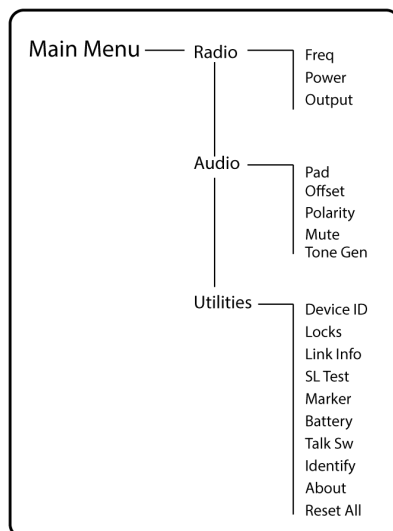 Main Menu
Radio
Freq
Power
Output
Audio
Pad
Offset
Polarity
Mute
Tone Gen
Utilities
Device ID
Locks
Link Info
SL Test
Marker
Battery
Talk Sw
Identify
About
Reset All